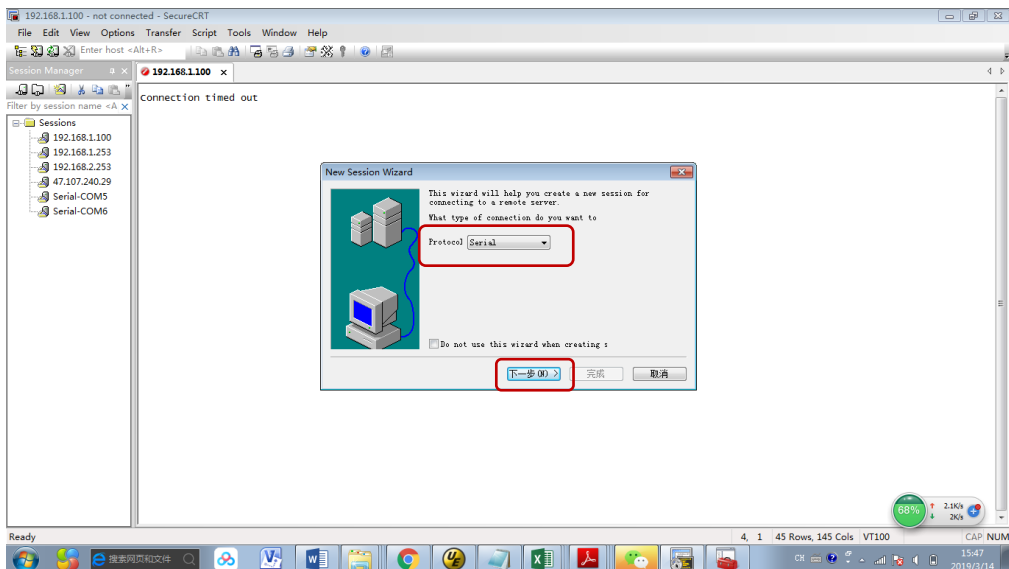 192.168.1.100 - not connected - SecureCRT
File Edit View Options Transfer Script Tools Window Help
Enter host <Alt+R>
Session Manager
192.168.1.100
Filter by session name <A
Connection timed out
Sessions
192.168.1.100
192.168.1.253
192.168.2.253
47.107.240.29
Serial-COM5
Serial-COM6
New Session Wizard
This wizard will help you create a new session for
connecting to a remote server.
What type of connection do you want to
Protocol Serial
Do not use this wizard when creating s
下一步(N) >
完成
取消
68%
2.1K/s
2K/s
Ready
4, 1 45 Rows, 145 Cols VT100 CAP NUM
搜索网页和文件
CH
15:47
2019/3/14